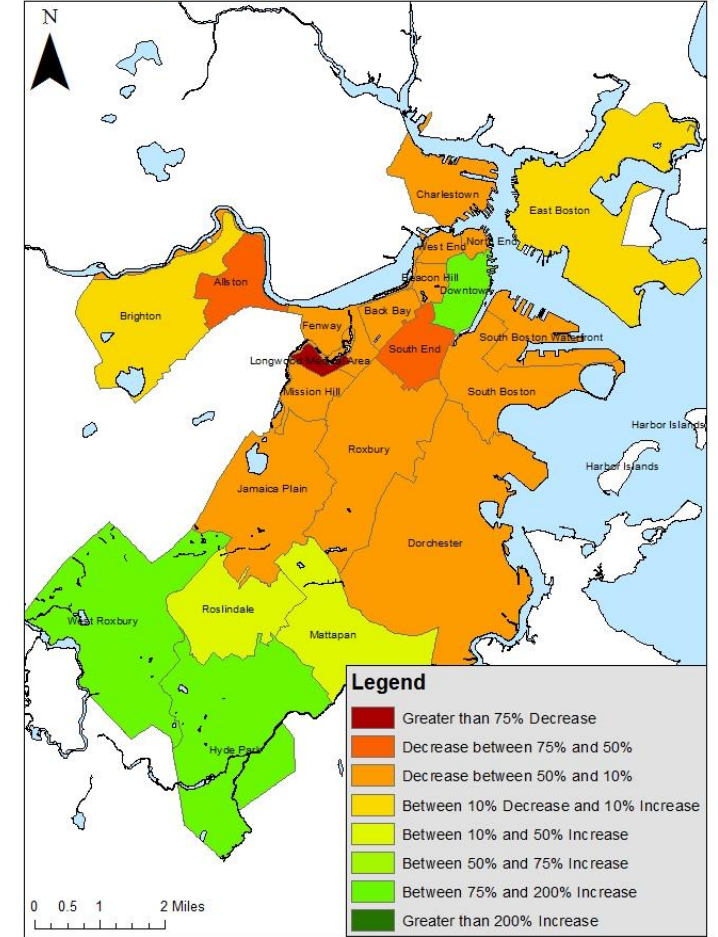 N
Charlestown
East Boston
West End
North End
Beacon Hill
Downtown
Allston
Brighton
Back Bay
Fenway
South Boston Waterfront
South End
Longwood Medical Area
Mission Hill
South Boston
Harbor Islands
Roxbury
Harbor Islands
Jamaica Plain
Dorchester
Roslindale
West Roxbury
Mattapan
Hyde Park
Legend
Greater than 75% Decrease
Decrease between 75% and 50%
Decrease between 50% and 10%
Between 10% Decrease and 10% Increase
Between 10% and 50% Increase
Between 50% and 75% Increase
Between 75% and 200% Increase
Greater than 200% Increase
0 0.5 1 2 Miles